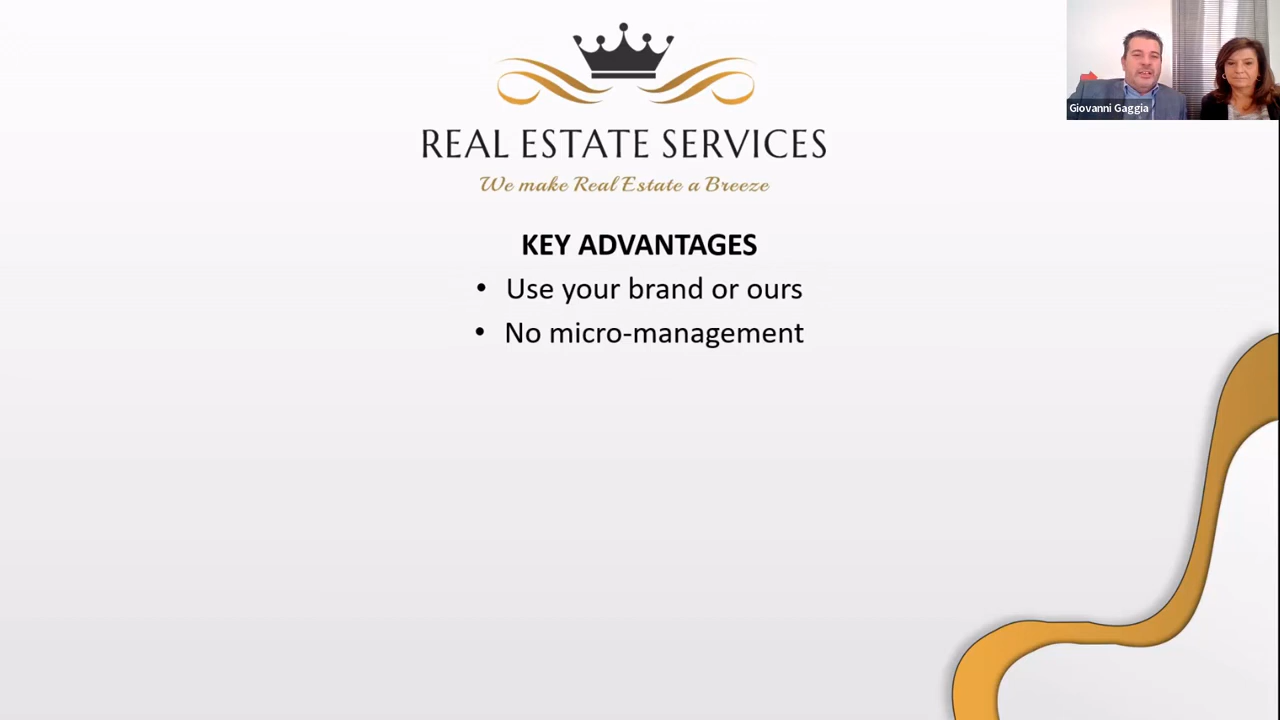 Giovanni Gaggia
REAL ESTATE SERVICES
We make Real Estate a Breeze
KEY ADVANTAGES
• Use your brand or ours
• No micro-management